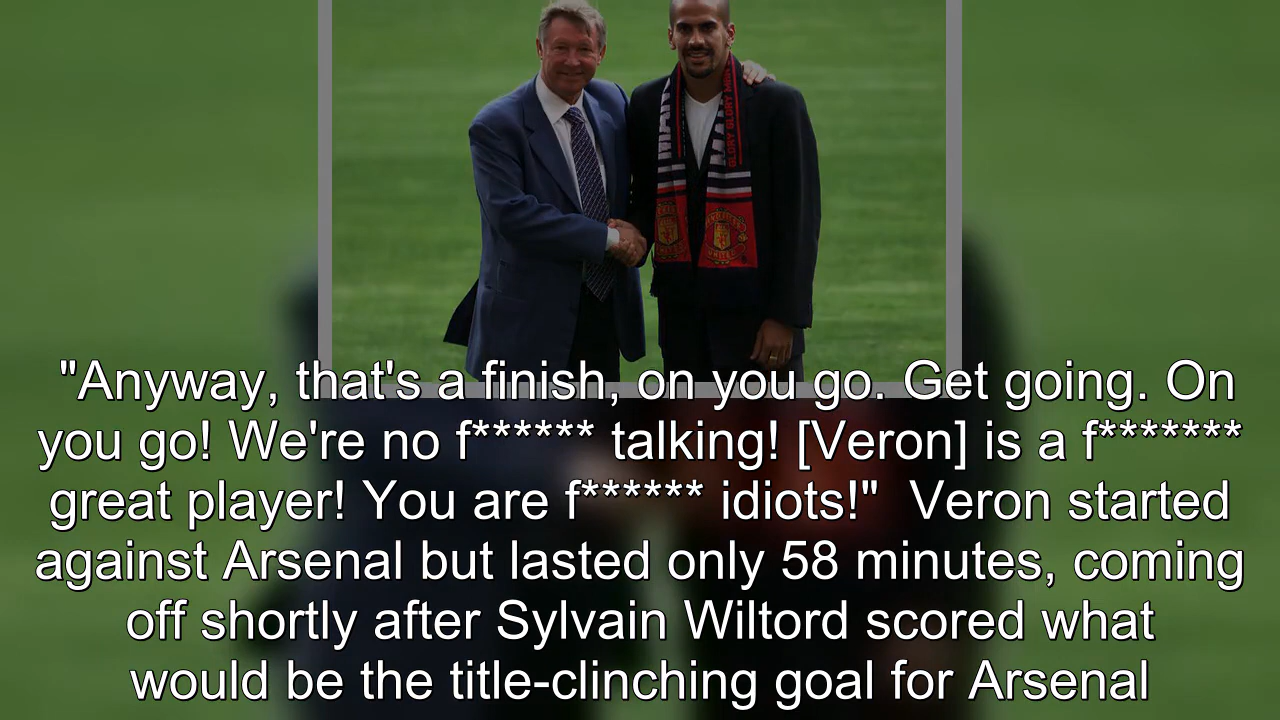 "Anyway, that's a finish, on you go. Get going. On
you go! We're no f****** talking! [Veron] is a f*******
great player! You are f****** idiots!"  Veron started
against Arsenal but lasted only 58 minutes, coming
off shortly after Sylvain Wiltord scored what
would be the title-clinching goal for Arsenal
GLORY GLORY